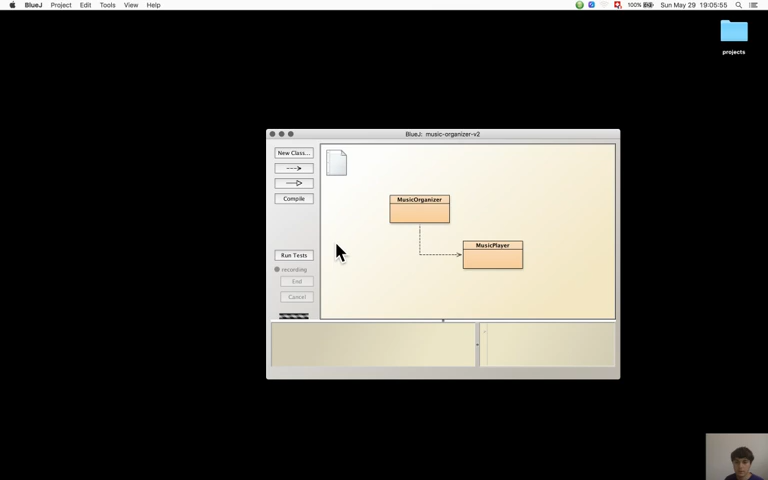 BlueJ Project Edit Tools View Help 100% Sun May 29 19:05:55
projects
BlueJ: music-organizer-v2
New Class...
Compile
MusicOrganizer
MusicPlayer
Run Tests
recording
End
Cancel